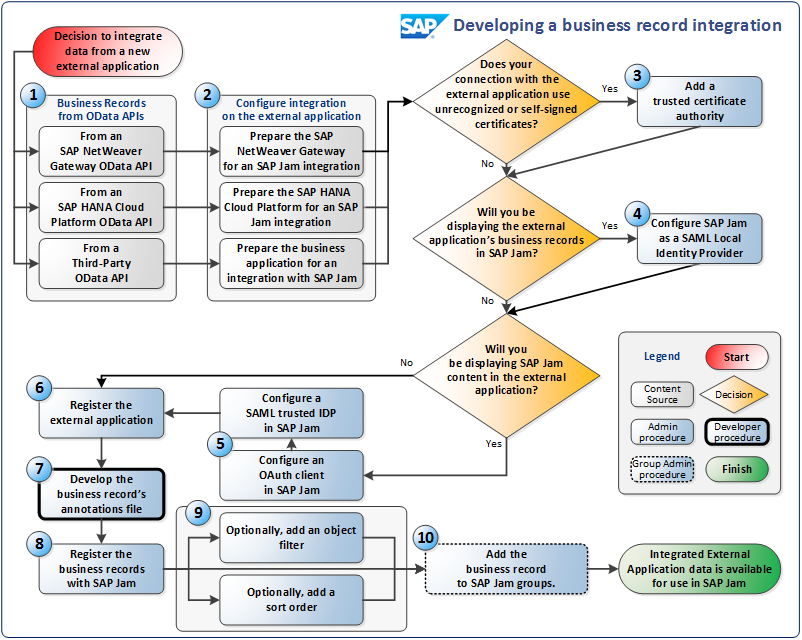 SAP
Developing a business record integration
Decision to integrate
data from a new
external application
1
Business Records
from OData APIs
From an
SAP NetWeaver
Gateway OData API
From an
SAP HANA Cloud
Platform OData API
From a
Third-Party
OData API
2
Configure integration
on the external application
Prepare the SAP
NetWeaver Gateway
for an SAP Jam integration
Prepare the SAP HANA
Cloud Platform for an SAP
Jam integration
Prepare the business
application for an
integration with SAP Jam
Does your
connection with the
external application use
unrecognized or self-signed
certificates?
Yes
3
Add a
trusted certificate
authority
No
Will you be
displaying the external
application's business records
in SAP Jam?
Yes
4
Configure SAP Jam
as a SAML Local
Identity Provider
No
Will you
be displaying SAP Jam
content in the external
application?
No
Yes
5
Configure an
OAuth client
in SAP Jam
Configure a
SAML trusted IDP
in SAP Jam
6
Register the
external application
7
Develop the
business record's
annotations file
8
Register the
business records
with SAP Jam
9
Optionally, add an object
filter
Optionally, add a
sort order
10
Add the
business record
to SAP Jam groups.
Integrated External
Application data is available
for use in SAP Jam
Legend
Start
Content
Source
Decision
Admin
procedure
Developer
procedure
Group Admin
procedure
Finish